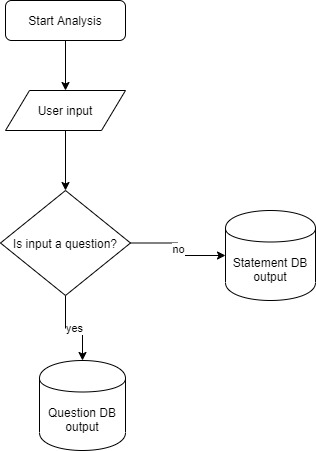 Start Analysis
User input
Is input a question?
no
Statement DB
output
yes
Question DB
output